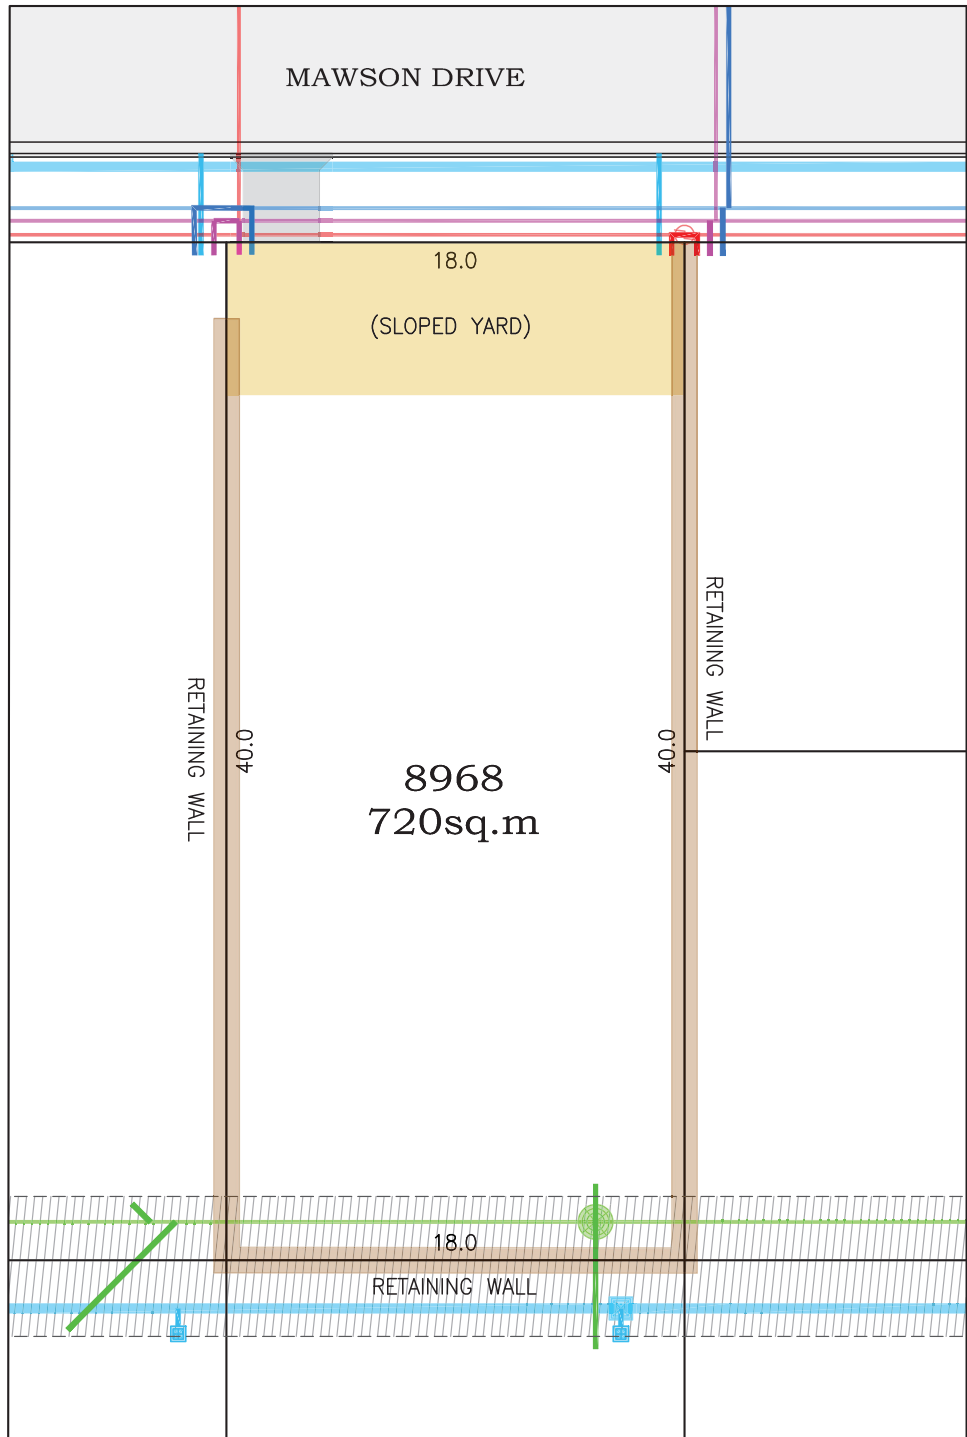 MAWSON DRIVE
18.0
(SLOPED YARD)
RETAINING WALL
RETAINING WALL
40.0
40.0
8968
720sq.m
18.0
RETAINING WALL